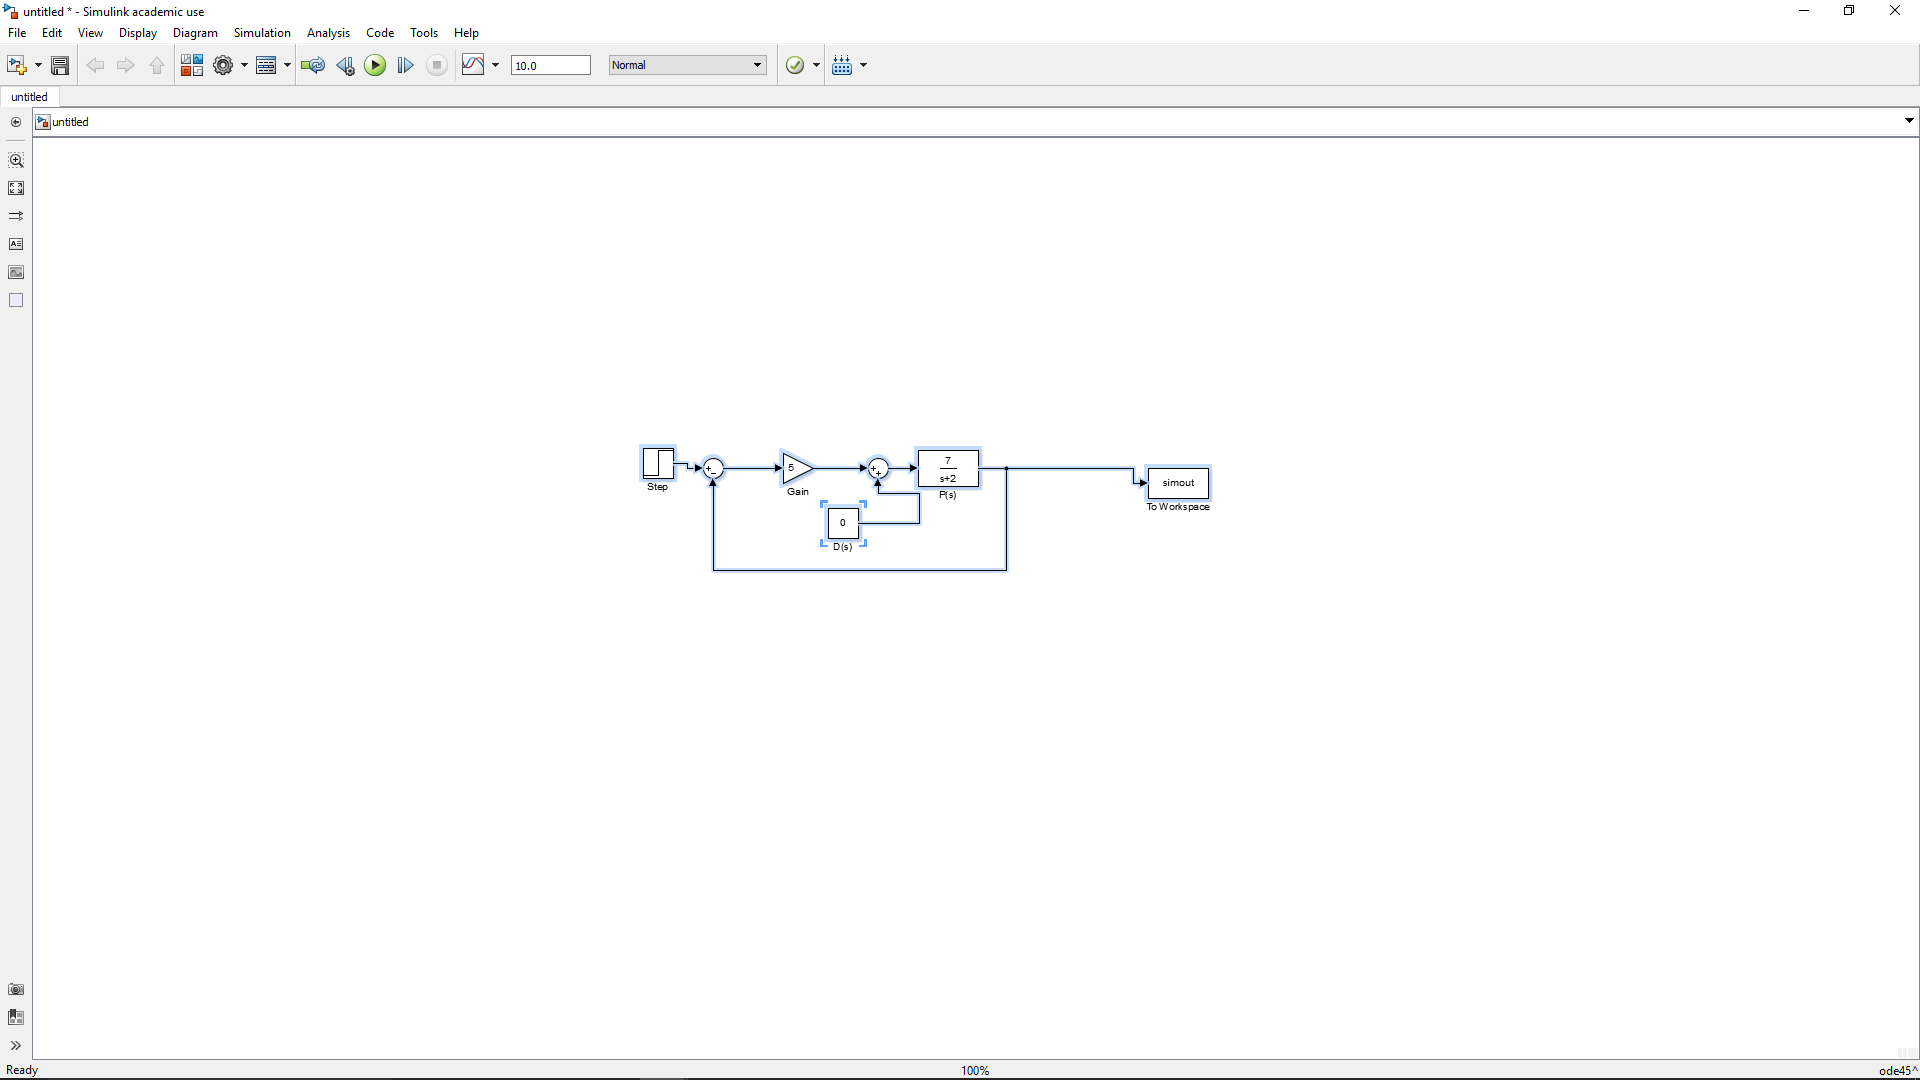 untitled * - Simulink academic use
File Edit View Display Diagram Simulation Analysis Code Tools Help
10.0 Normal
untitled
untitled
Step
+
-
5
Gain
+
+
7
s+2
P(s)
0
D(s)
simout
To Workspace
Ready 100% ode45^